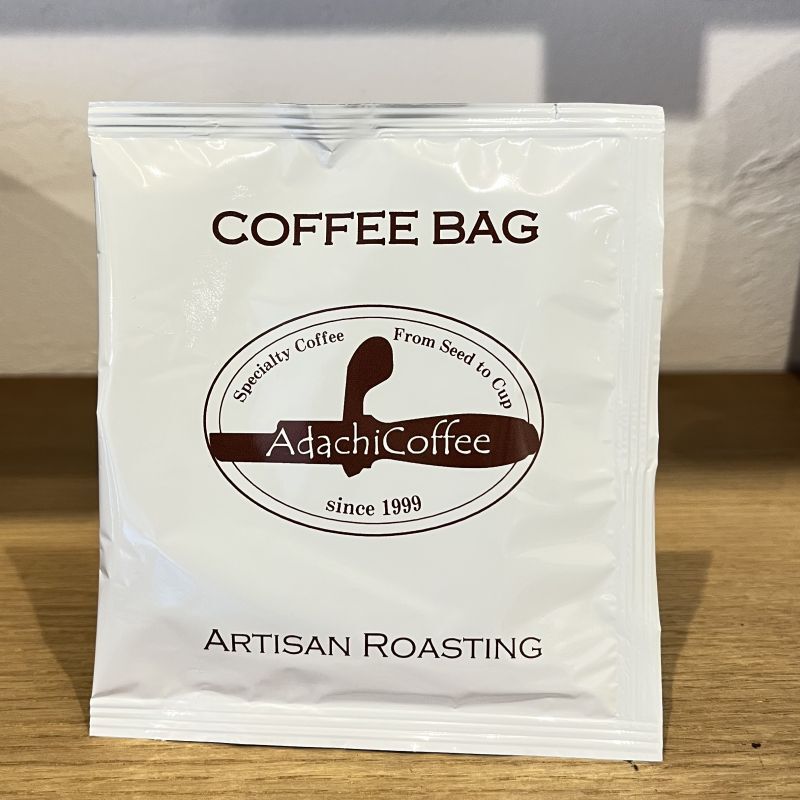 COFFEE BAG
Specialty Coffee
From Seed to Cup
AdachiCoffee
since 1999
ARTISAN ROASTING